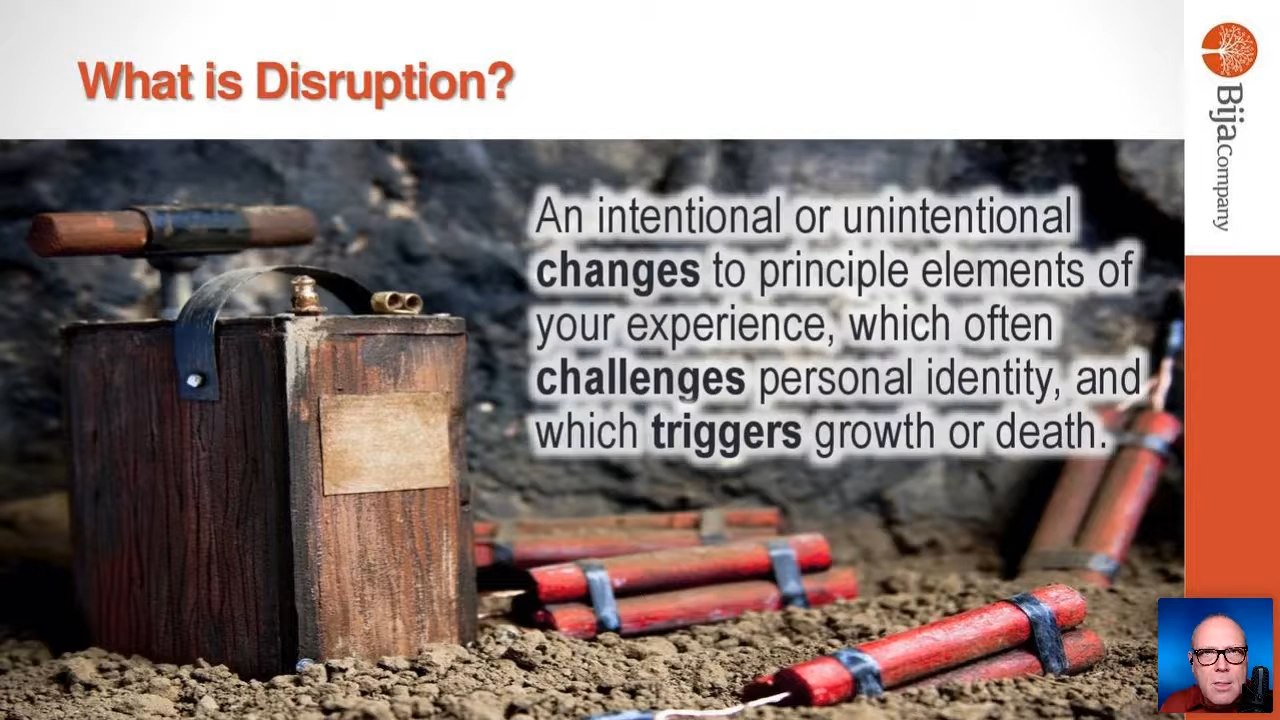 What is Disruption?
An intentional or unintentional
changes to principle elements of
your experience, which often
challenges personal identity, and
which triggers growth or death.
Bija Company